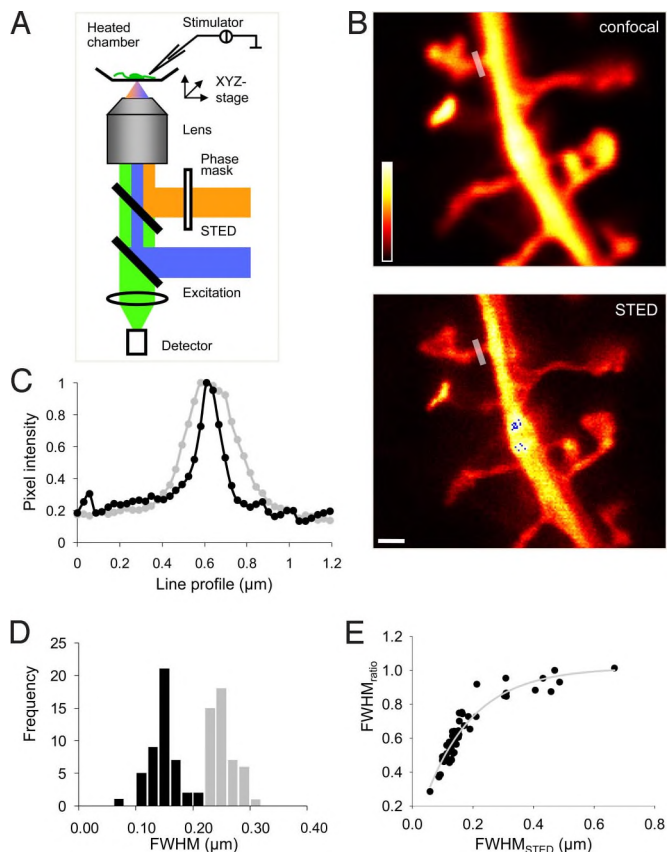 A
Heated
chamber
Stimulator
XYZ-
stage
Lens
Phase
mask
STED
Excitation
Detector
B
confocal
STED
C
Pixel intensity
1
0.8
0.6
0.4
0.2
0
0 0.2 0.4 0.6 0.8 1.0 1.2
Line profile (µm)
D
Frequency
25
20
15
10
5
0
0.00 0.10 0.20 0.30 0.40
FWHM (µm)
E
FWHMratio
1.2
1.0
0.8
0.6
0.4
0.2
0.0 0.2 0.4 0.6 0.8
FWHMSTED (µm)